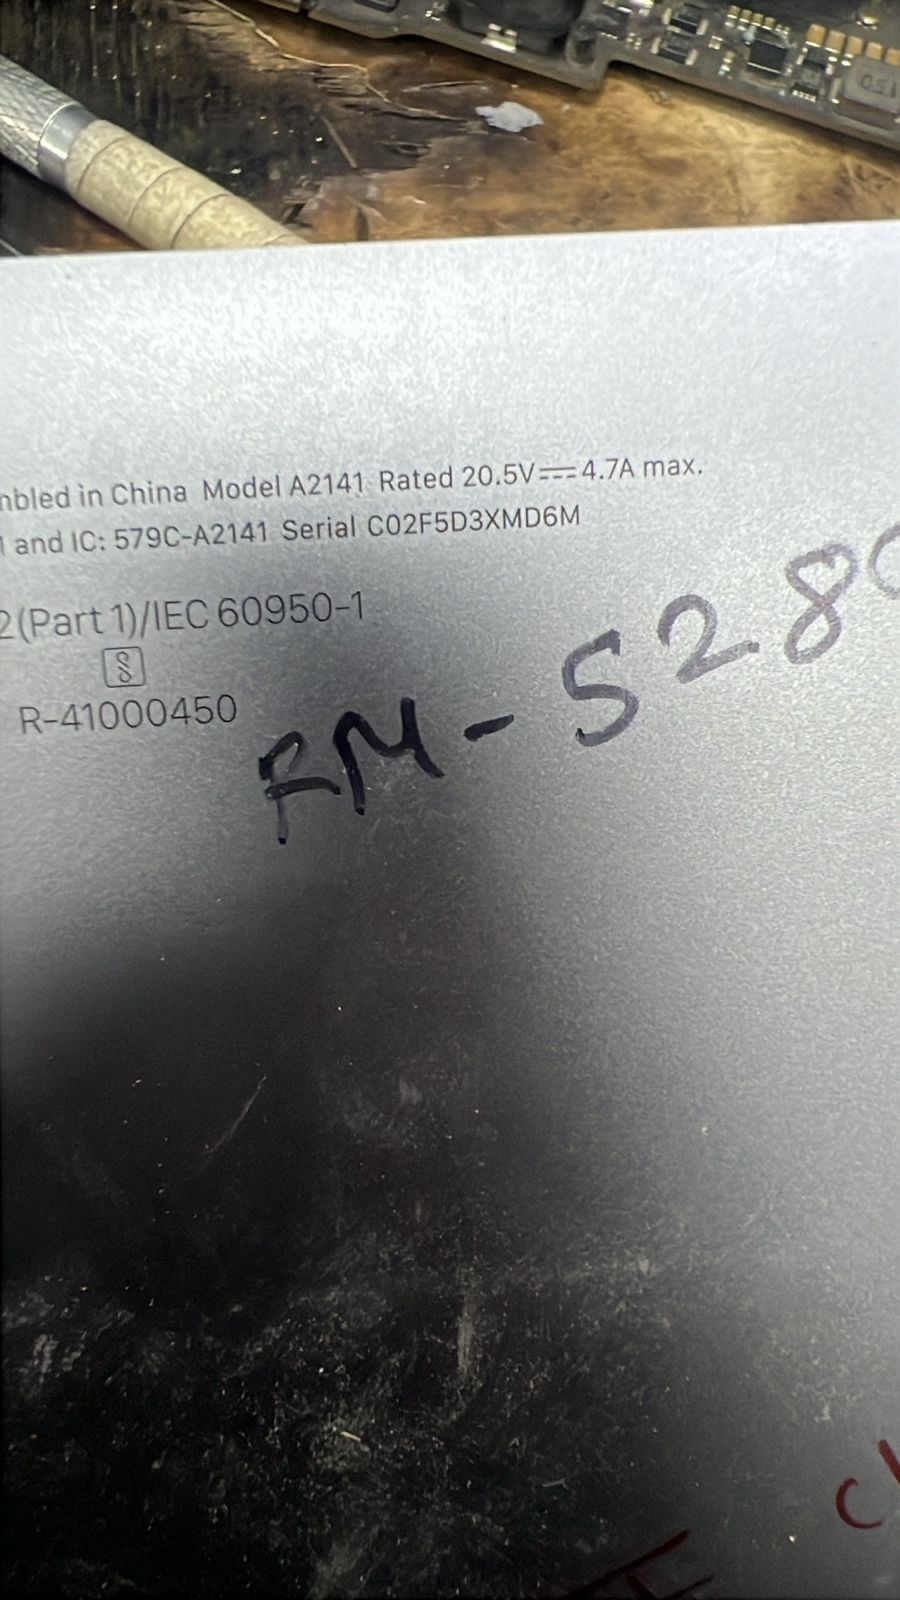 in China Model A2141 Rated 20.5V⎓4.7A max.
and IC: 579C-A2141 Serial C02F5D3XMD6M
2(Part 1)/IEC 60950-1
R-41000450
RM-528